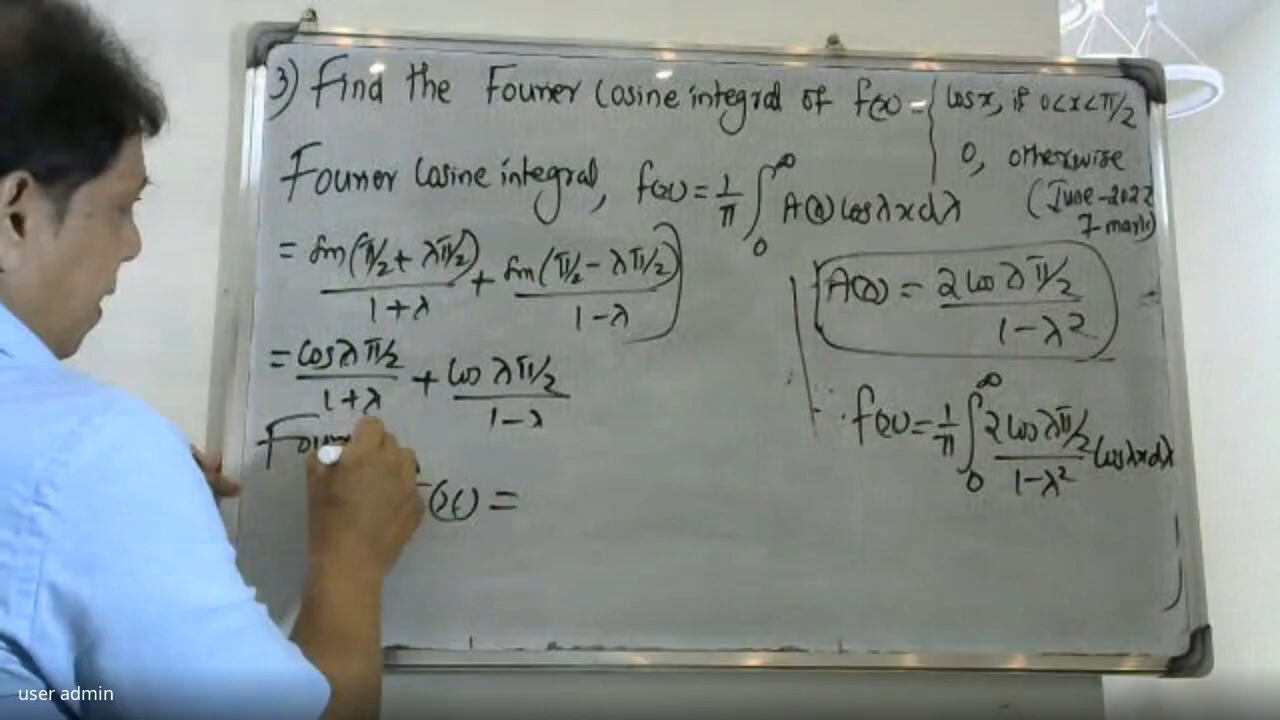 3) Find the Fourier Cosine integral of f(x) = { cos x, if 0<x<π/2
0, otherwise
(June-2022
7 marks)
Fourier Cosine integral, f(x) = 1/π ∫₀^∞ A(λ) cos λx dλ
= sin(π/2 + λπ/2)/(1+λ) + sin(π/2 - λπ/2)/(1-λ)
= cos λπ/2/(1+λ) + cos λπ/2/(1-λ)
Four
f(x) =
A(λ) = 2 cos λπ/2/(1-λ²)
∴ f(x) = 1/π ∫₀^∞ 2 cos λπ/2/(1-λ²) cos λx dλ
user admin